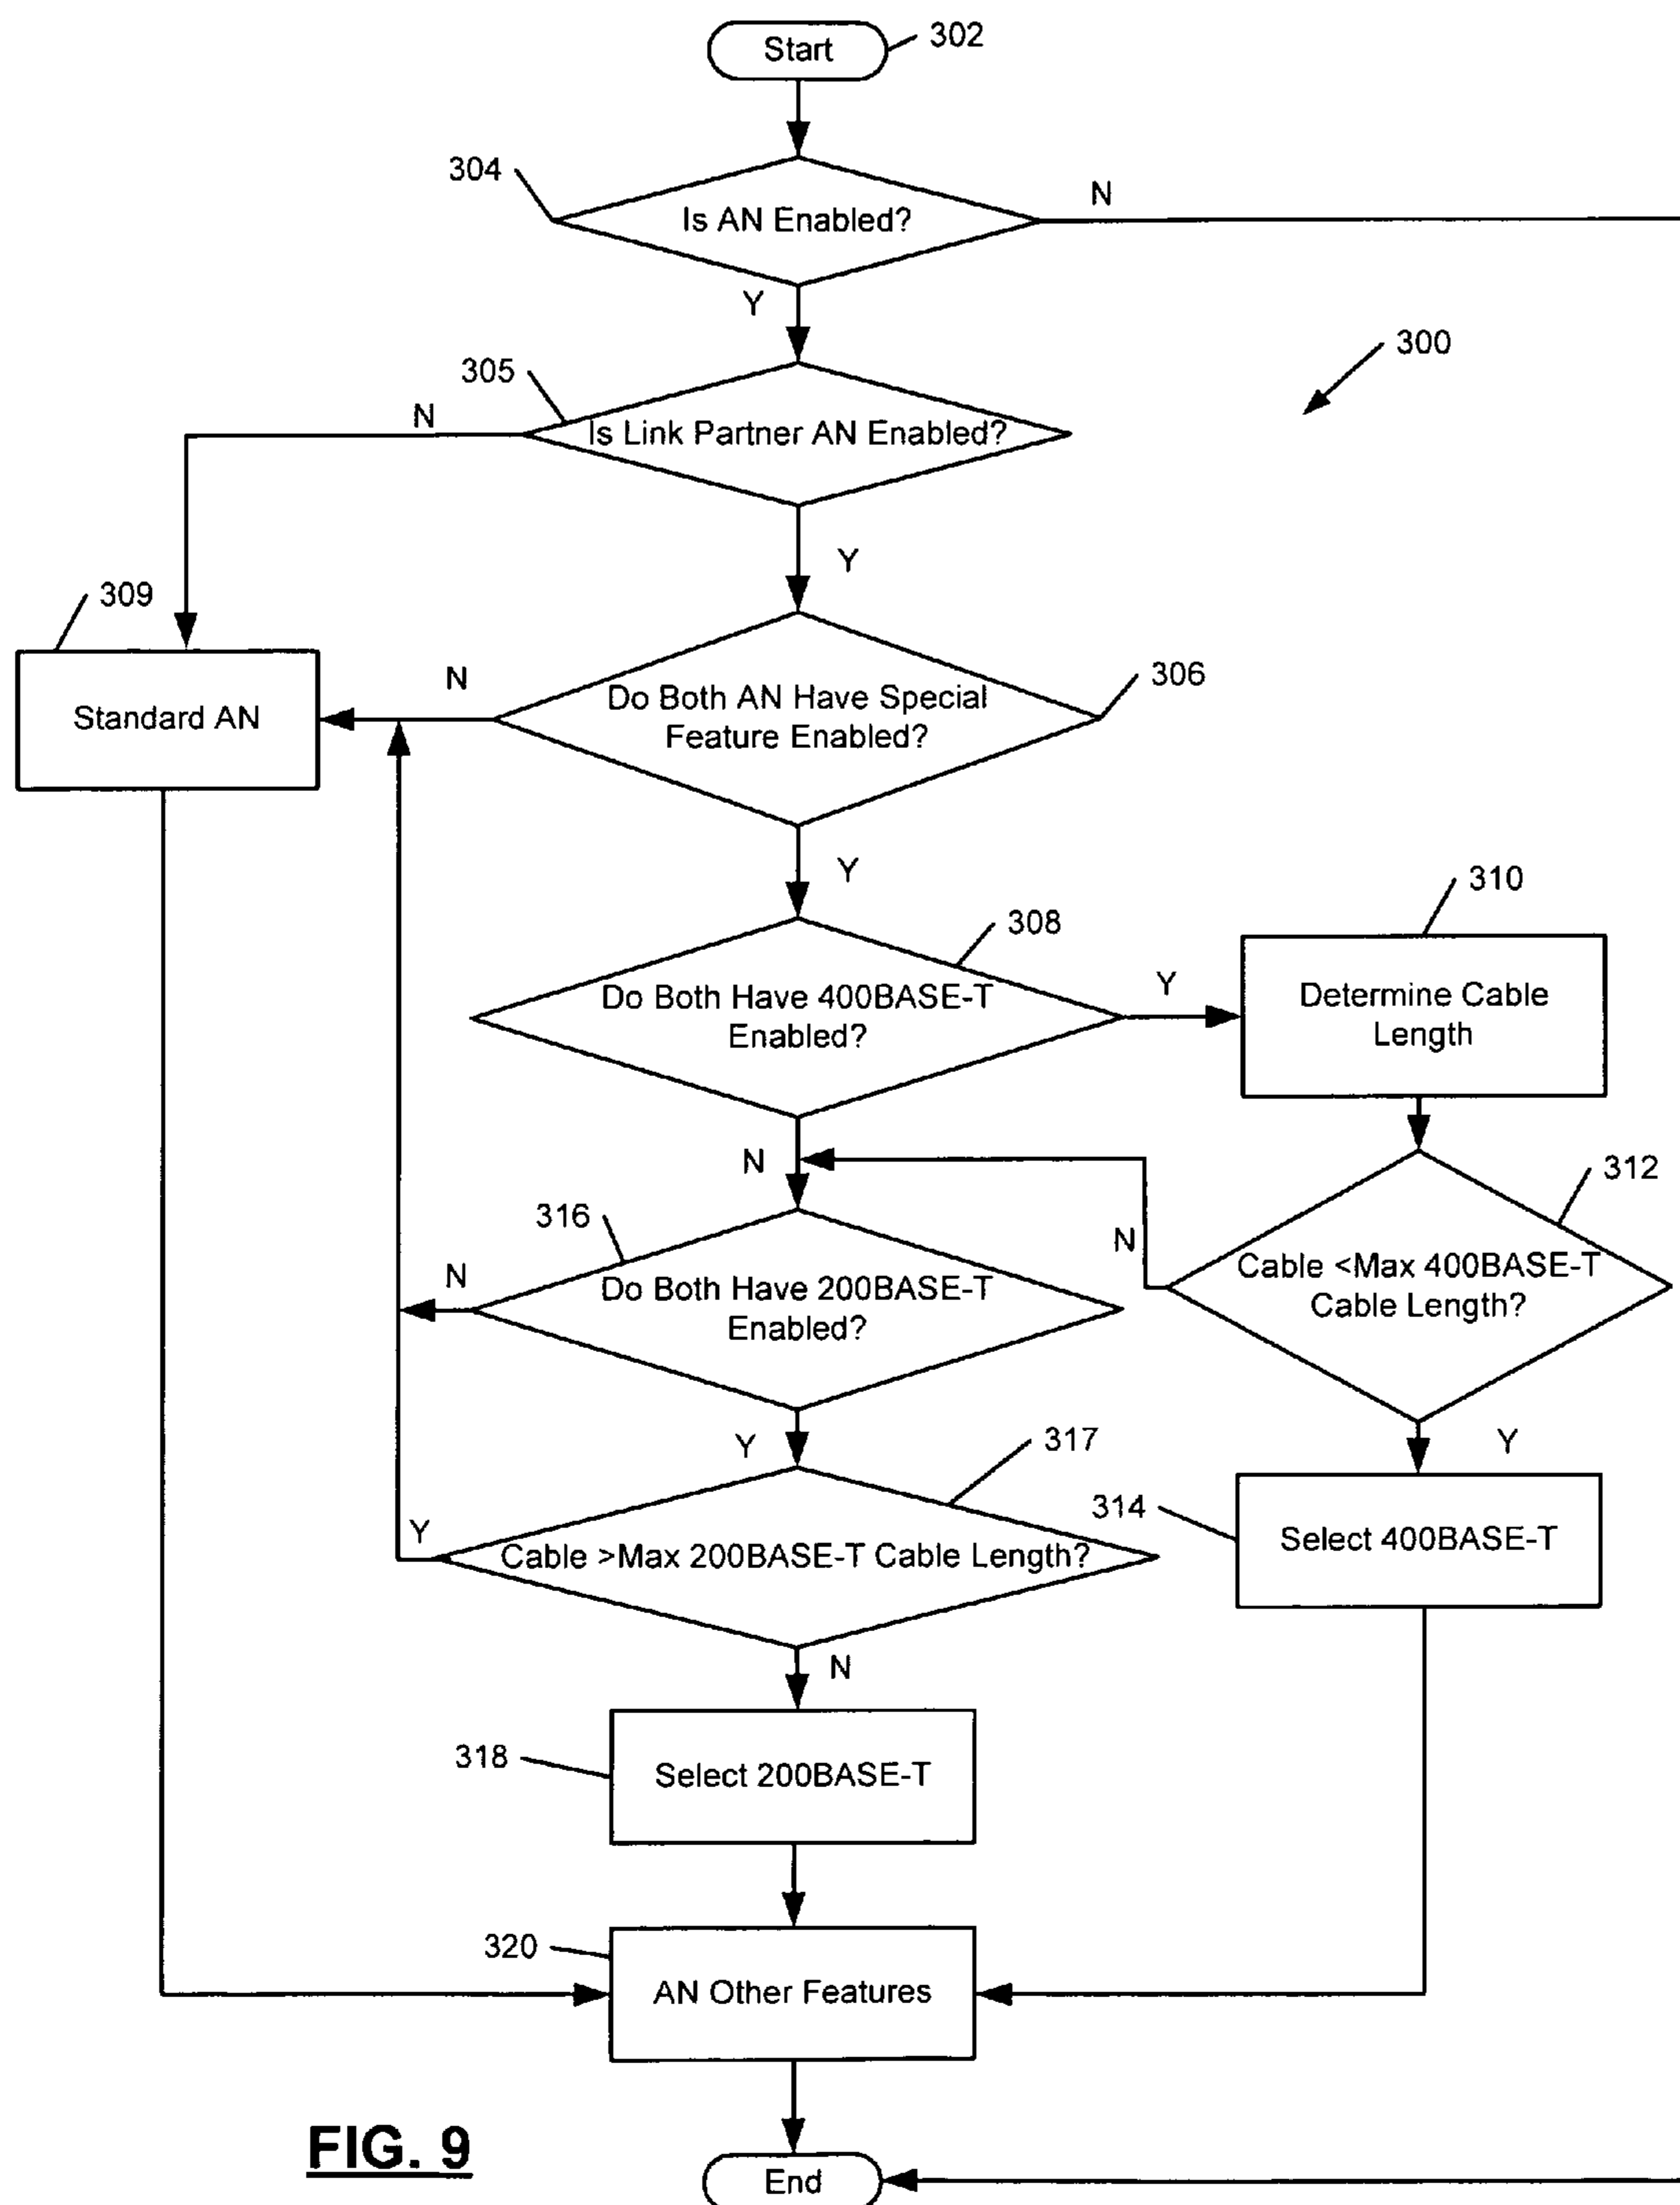 Start
302
304
Is AN Enabled?
N
Y
300
305
Is Link Partner AN Enabled?
N
Y
309
Standard AN
N
Do Both AN Have Special
Feature Enabled?
306
Y
308
Do Both Have 400BASE-T
Enabled?
Y
310
Determine Cable
Length
N
312
Cable <Max 400BASE-T
Cable Length?
N
316
Do Both Have 200BASE-T
Enabled?
N
Y
Y
317
Cable >Max 200BASE-T Cable Length?
Y
314
Select 400BASE-T
N
318
Select 200BASE-T
320
AN Other Features
FIG. 9
End